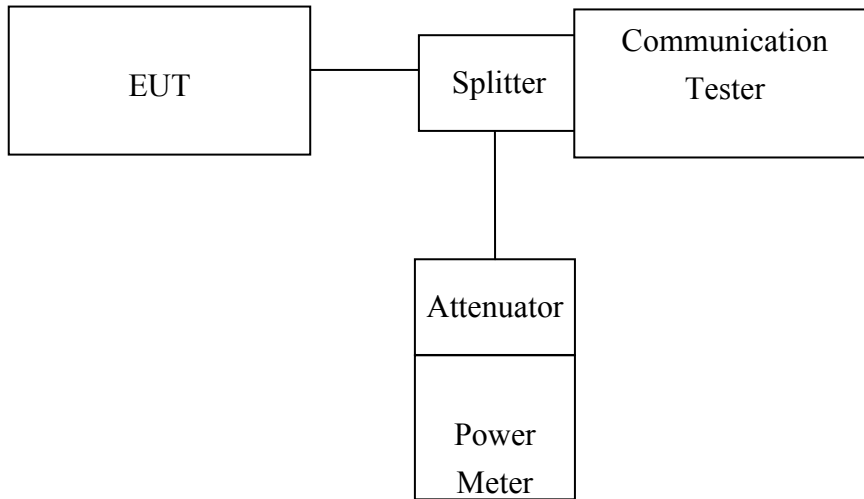 EUT
Splitter
Communication
Tester
Attenuator
Power
Meter